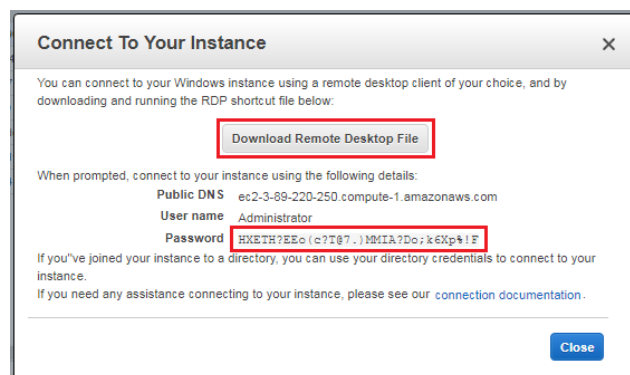 Connect To Your Instance
×
You can connect to your Windows instance using a remote desktop client of your choice, and by
downloading and running the RDP shortcut file below:
Download Remote Desktop File
When prompted, connect to your instance using the following details:
Public DNS ec2-3-89-220-250.compute-1.amazonaws.com
User name Administrator
Password HXETH?EEo(c?T@7.)MMIA?Do;k6Xp%!F
If you"ve joined your instance to a directory, you can use your directory credentials to connect to your
instance.
If you need any assistance connecting to your instance, please see our connection documentation.
Close